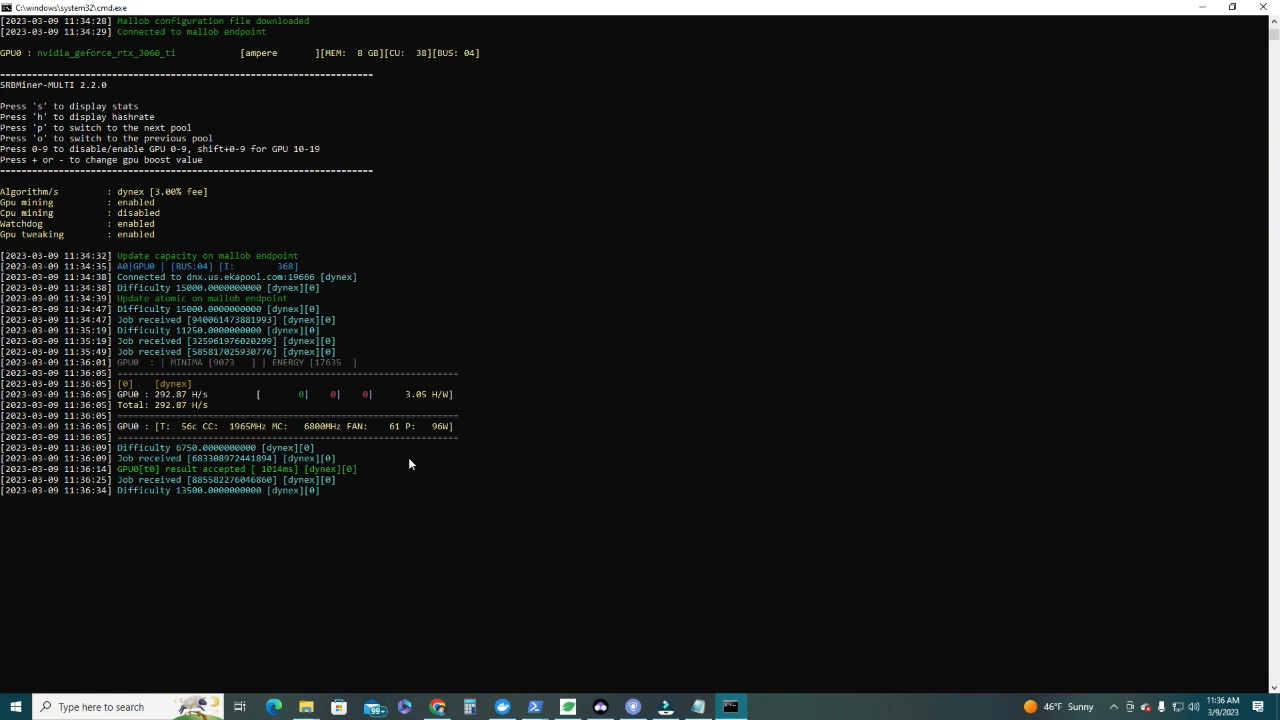 C:\windows\system32\cmd.exe
[2023-03-09 11:34:28] Mallob configuration file downloaded
[2023-03-09 11:34:29] Connected to mallob endpoint
GPU0 : nvidia_geforce_rtx_3060_ti [ampere ][MEM: 8 GB][CU: 38][BUS: 04]
--------------------------------------------------------------------------
SRBMiner-MULTI 2.2.0
Press 's' to display stats
Press 'h' to display hashrate
Press 'p' to switch to the next pool
Press 'o' to switch to the previous pool
Press 0-9 to disable/enable GPU 0-9, shift+0-9 for GPU 10-19
Press + or - to change gpu boost value
--------------------------------------------------------------------------
Algorithm/s : dynex [3.00% fee]
Gpu mining : enabled
Cpu mining : disabled
Watchdog : enabled
Gpu tweaking : enabled
[2023-03-09 11:34:32] Update capacity on mallob endpoint
[2023-03-09 11:34:35] A0|GPU0 | [BUS:04] [I: 368]
[2023-03-09 11:34:38] Connected to dnx.us.ekapool.com:19666 [dynex]
[2023-03-09 11:34:38] Difficulty 15000.0000000000 [dynex][0]
[2023-03-09 11:34:39] Update atomic on mallob endpoint
[2023-03-09 11:34:47] Difficulty 15000.0000000000 [dynex][0]
[2023-03-09 11:34:47] Job received [940061473881993] [dynex][0]
[2023-03-09 11:35:19] Difficulty 11250.0000000000 [dynex][0]
[2023-03-09 11:35:19] Job received [325961976020299] [dynex][0]
[2023-03-09 11:35:49] Job received [585817025930776] [dynex][0]
[2023-03-09 11:36:01] GPU0 : | MINIMA [9073 ] | ENERGY [17635 ]
[2023-03-09 11:36:05] ================================================================
[2023-03-09 11:36:05] [0] [dynex]
[2023-03-09 11:36:05] GPU0 : 292.87 H/s [ 0| 0| 0| 3.05 H/W]
[2023-03-09 11:36:05] Total: 292.87 H/s
[2023-03-09 11:36:05] ================================================================
[2023-03-09 11:36:05] GPU0 : [T: 56c CC: 1965MHz MC: 6800MHz FAN: 61 P: 96W]
[2023-03-09 11:36:05] ================================================================
[2023-03-09 11:36:09] Difficulty 6750.0000000000 [dynex][0]
[2023-03-09 11:36:09] Job received [683308972441894] [dynex][0]
[2023-03-09 11:36:14] GPU0[t0] result accepted [ 1014ms] [dynex][0]
[2023-03-09 11:36:25] Job received [885582276046860] [dynex][0]
[2023-03-09 11:36:34] Difficulty 13500.0000000000 [dynex][0]
Type here to search
99+
46°F Sunny
11:36 AM
3/9/2023